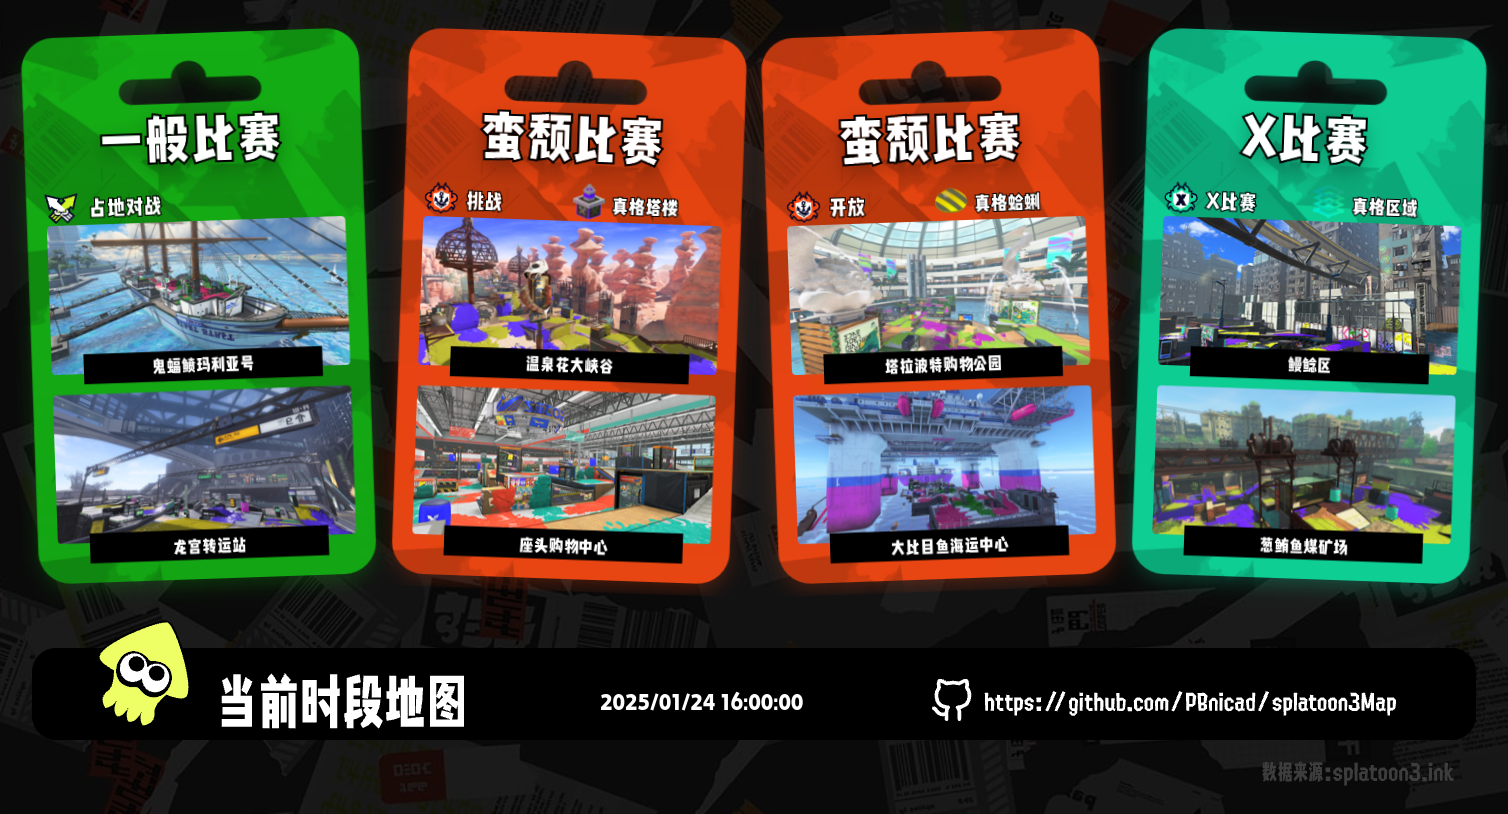 一般比赛
占地对战
鬼蝠鲼玛利亚号
龙宫转运站
蛮颓比赛
挑战
真格塔楼
温泉花大峡谷
座头购物中心
蛮颓比赛
开放
真格蛤蜊
塔拉波特购物公园
大比目鱼海运中心
X比赛
X比赛
真格区域
鳗鲶区
葱鲔鱼煤矿场
当前时段地图
2025/01/24 16:00:00
https://github.com/PBnicad/splatoon3Map
数据来源:splatoon3.ink